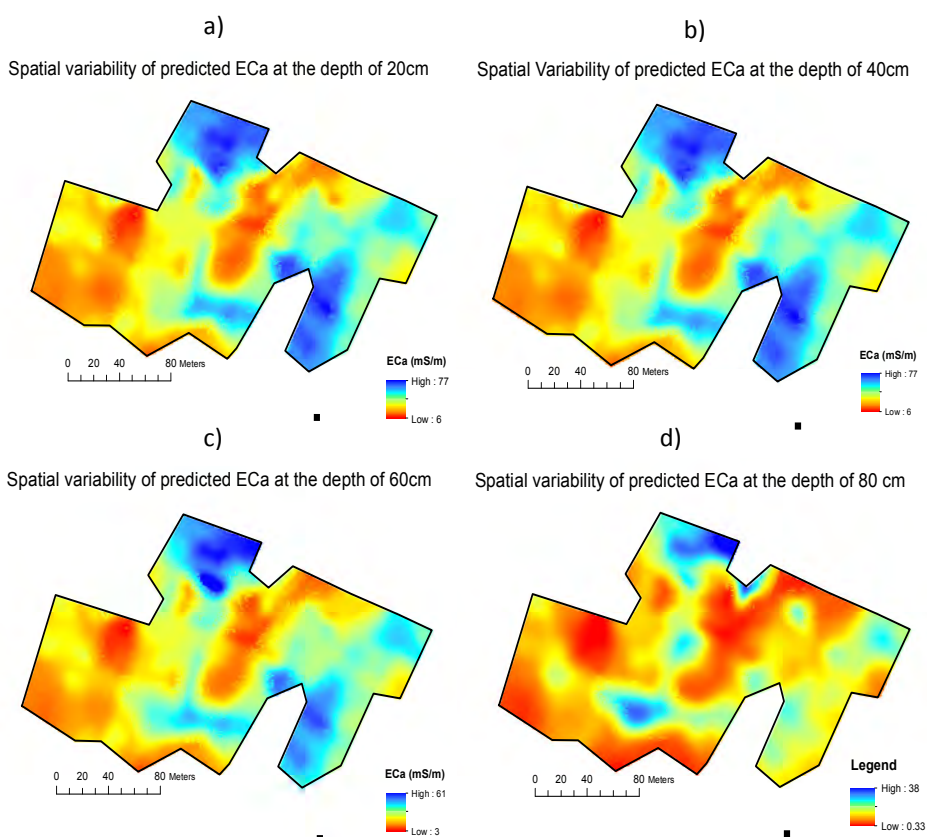 a)
Spatial variability of predicted ECa at the depth of 20cm
0 20 40 80 Meters
ECa (mS/m)
High : 77
Low : 6
b)
Spatial Variability of predicted ECa at the depth of 40cm
0 20 40 80 Meters
ECa (mS/m)
High : 77
Low : 6
c)
Spatial variability of predicted ECa at the depth of 60cm
0 20 40 80 Meters
ECa (mS/m)
High : 61
Low : 3
d)
Spatial variability of predicted ECa at the depth of 80 cm
0 20 40 80 Meters
Legend
High : 38
Low : 0.33